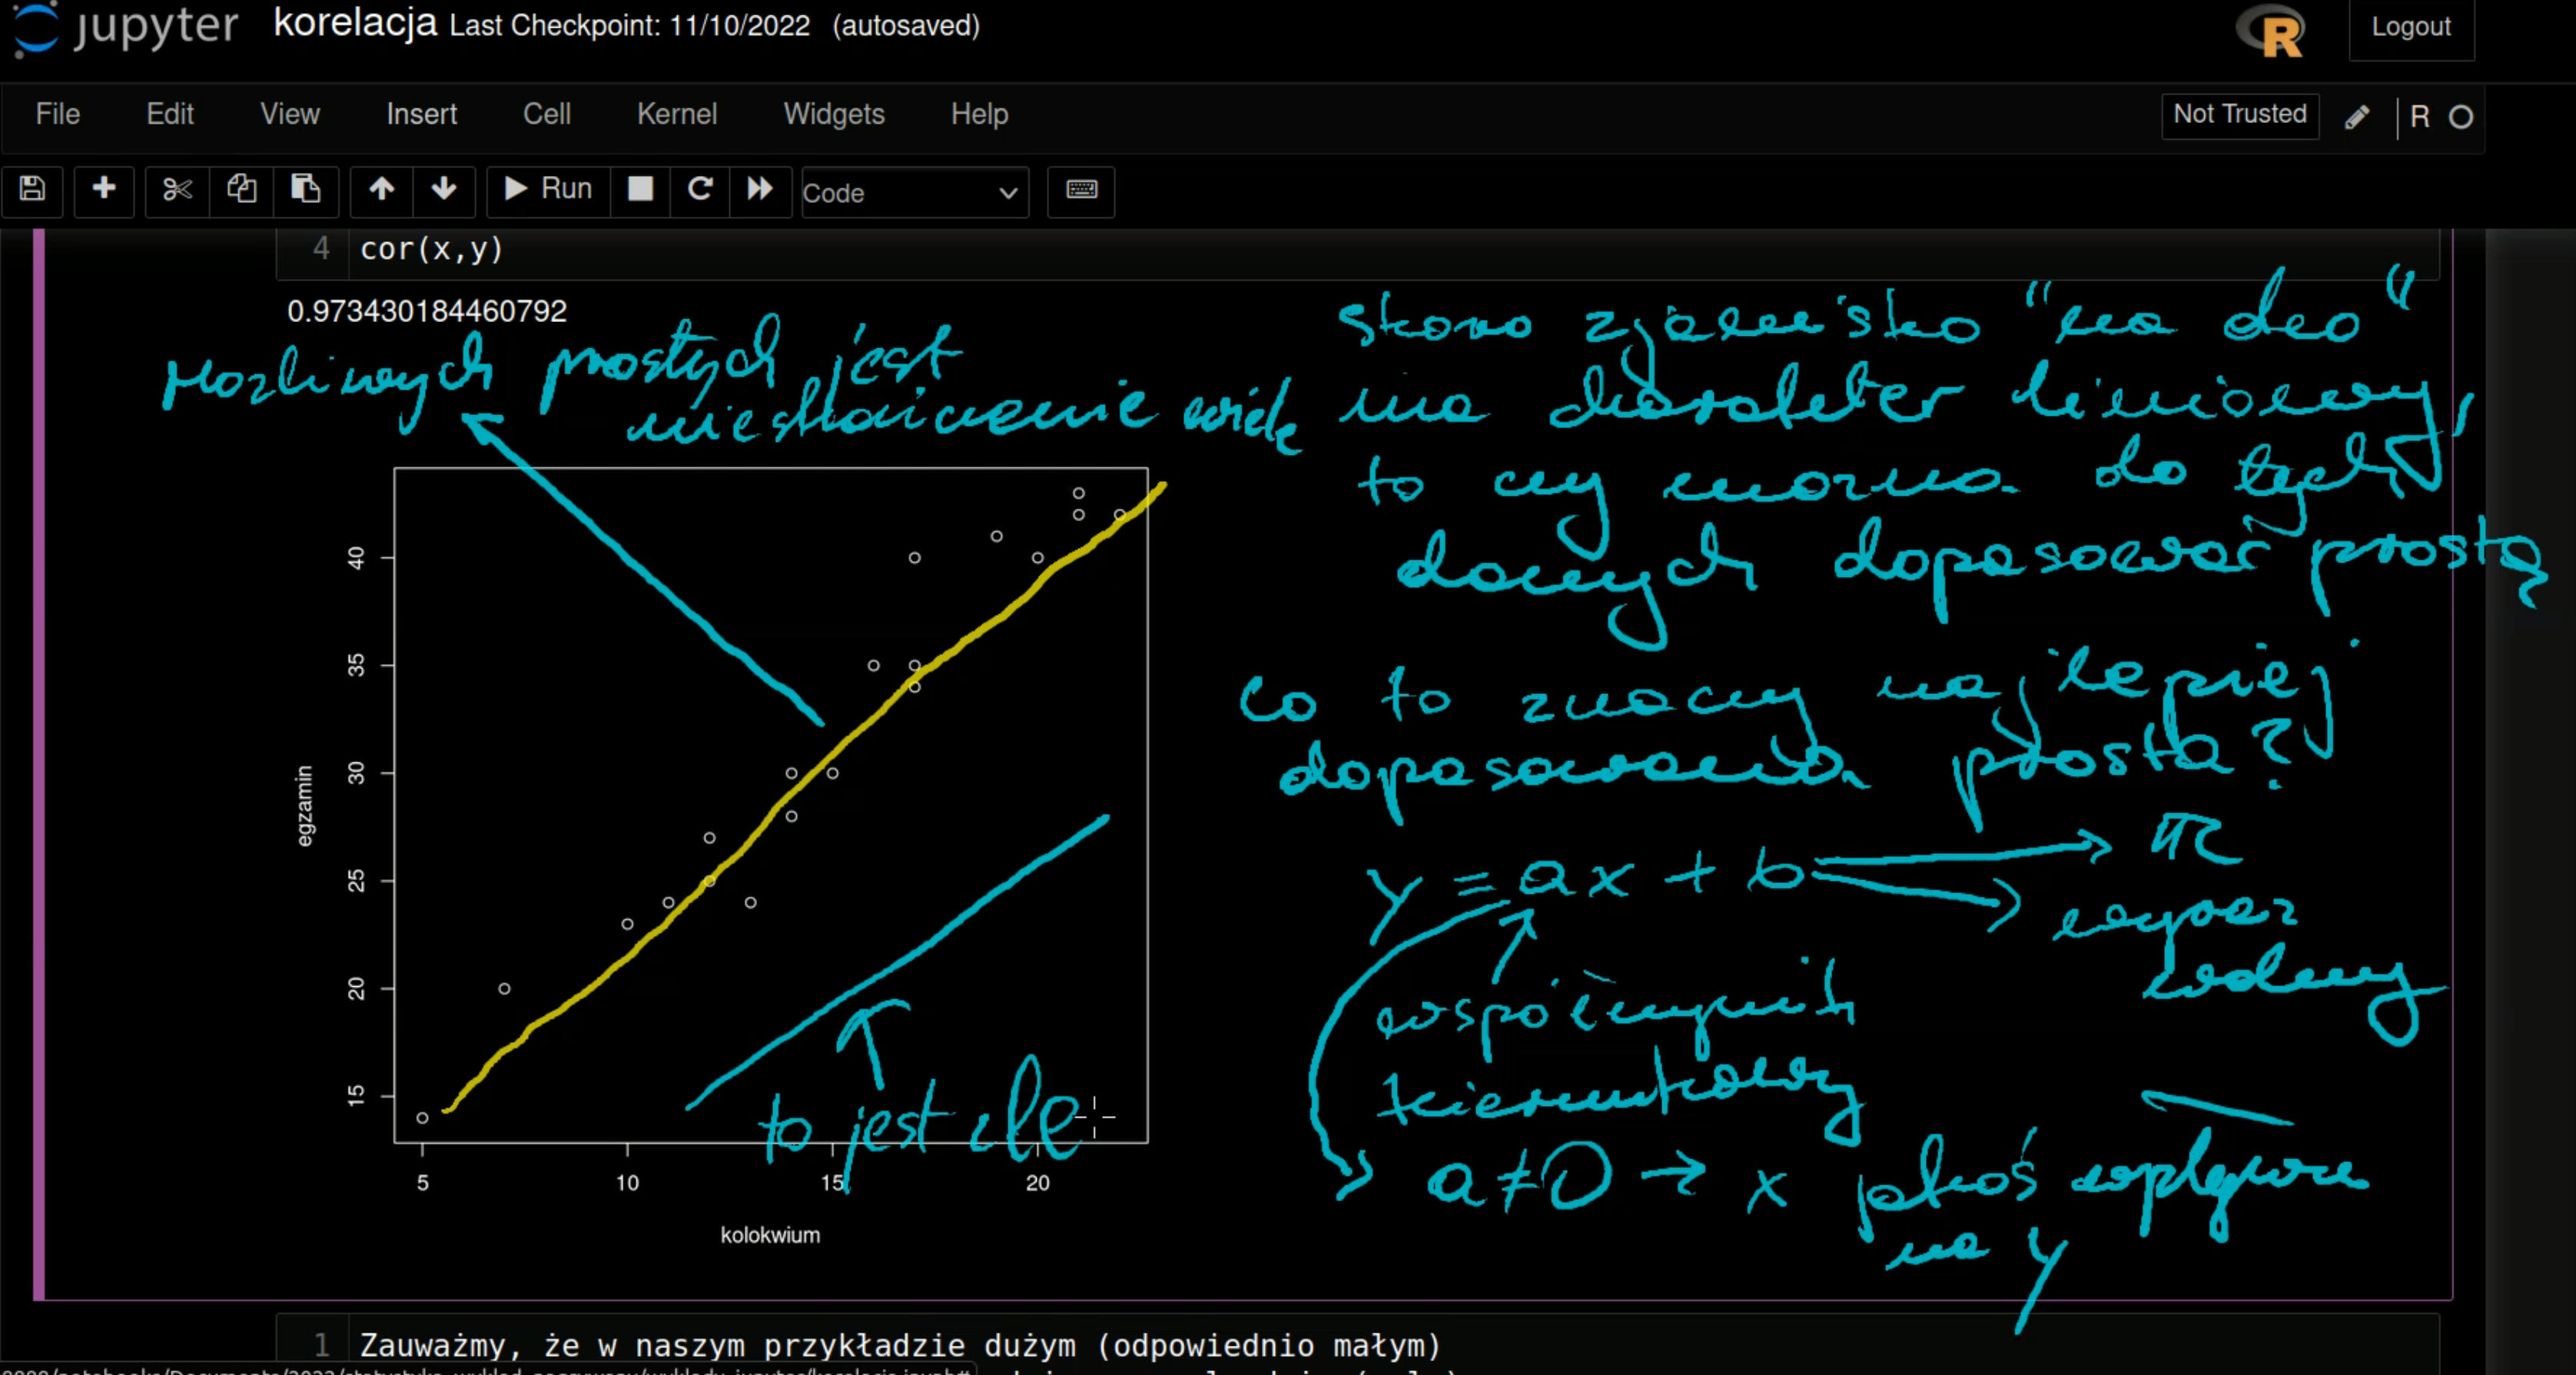 jupyter korelacja Last Checkpoint: 11/10/2022 (autosaved)
Logout
File Edit View Insert Cell Kernel Widgets Help
Not Trusted R
Run Code
4 cor(x,y)
0.973430184460792
Możliwych prostych jest
nieskończenie wiele
skoro zjawisko "na oko"
ma charakter liniowy,
to czy można do tych
danych dopasować prostą
co to znaczy najlepiej
dopasowana prosta?
y = ax + b
wyraz
wolny
współczynnik
kierunkowy
a ≠ 0 → x jakoś wpływa
na y
to jest źle
egzamin
40
35
30
25
20
15
5 10 15 20
kolokwium
1 Zauważmy, że w naszym przykładzie dużym (odpowiednio małym)